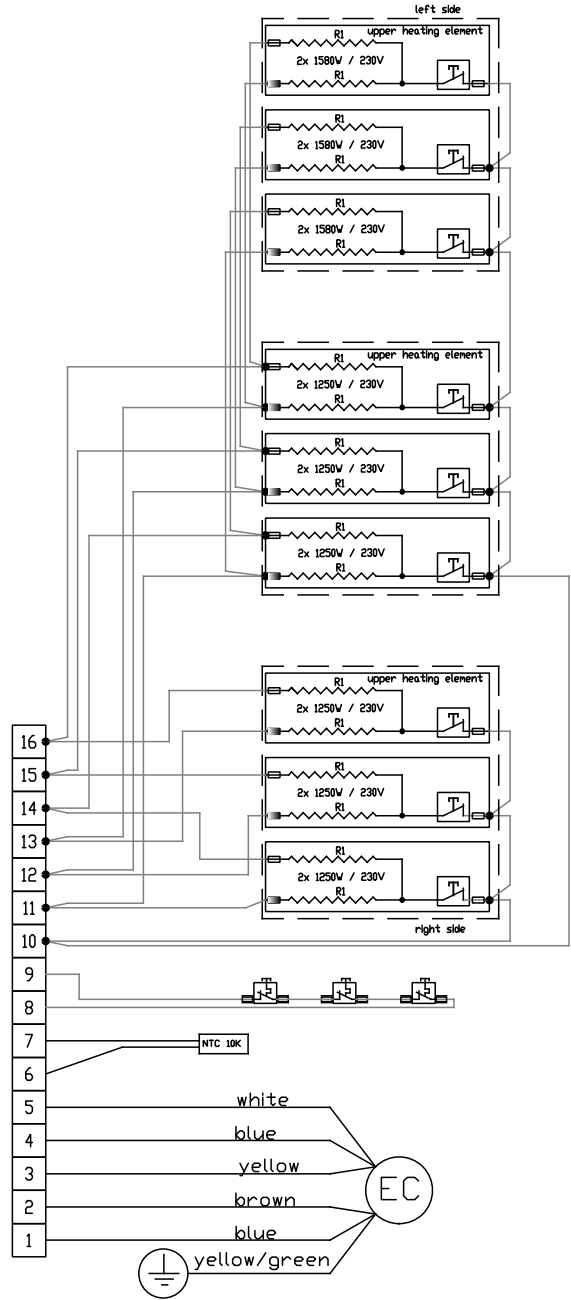 left side
upper heating element
R1
2x 1580W / 230V
R1
R1
2x 1580W / 230V
R1
R1
2x 1580W / 230V
R1
upper heating element
R1
2x 1250W / 230V
R1
R1
2x 1250W / 230V
R1
R1
2x 1250W / 230V
R1
upper heating element
R1
2x 1250W / 230V
R1
R1
2x 1250W / 230V
R1
R1
2x 1250W / 230V
R1
right side
16
15
14
13
12
11
10
9
8
7
NTC 10K
6
5 white
4 blue
3 yellow
EC
2 brown
1 blue
yellow/green